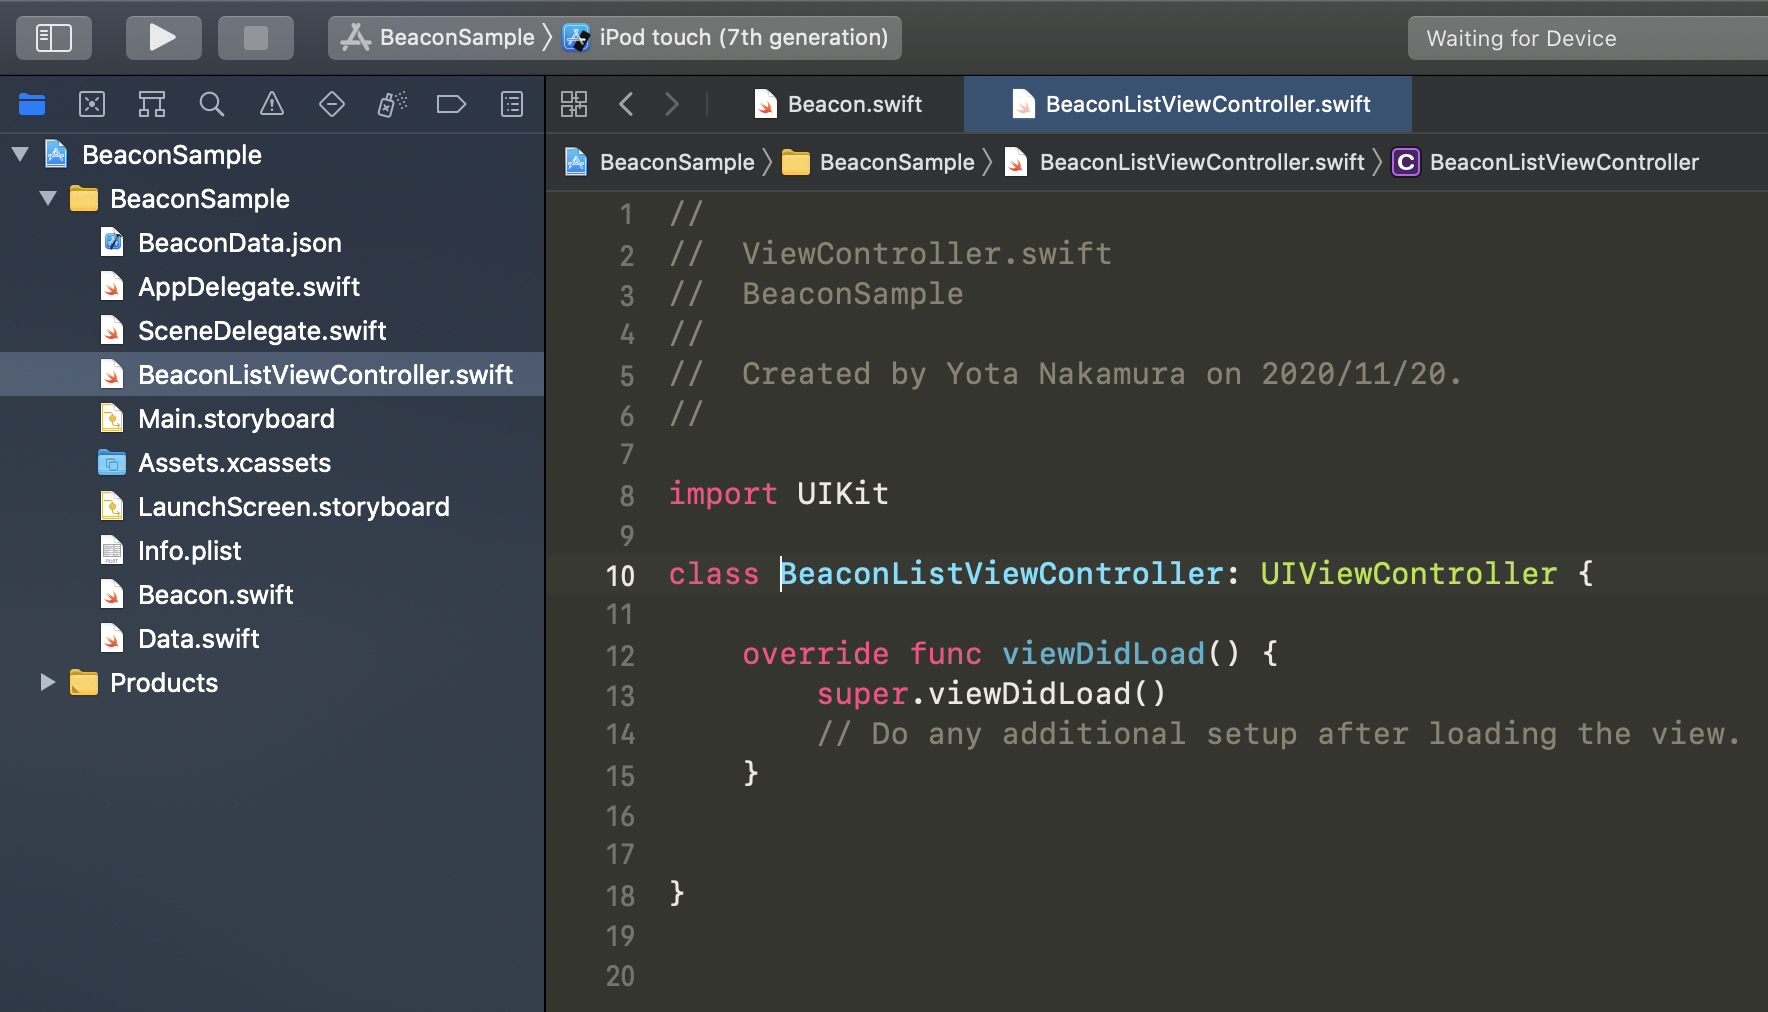 BeaconSample
iPod touch (7th generation)
Waiting for Device
Beacon.swift
BeaconListViewController.swift
BeaconSample
BeaconSample
BeaconData.json
AppDelegate.swift
SceneDelegate.swift
BeaconListViewController.swift
Main.storyboard
Assets.xcassets
LaunchScreen.storyboard
Info.plist
Beacon.swift
Data.swift
Products
BeaconSample
BeaconSample
BeaconListViewController.swift
C BeaconListViewController
1 //
2 //  ViewController.swift
3 //  BeaconSample
4 //
5 //  Created by Yota Nakamura on 2020/11/20.
6 //
7
8 import UIKit
9
10 class BeaconListViewController: UIViewController {
11
12     override func viewDidLoad() {
13         super.viewDidLoad()
14         // Do any additional setup after loading the view.
15     }
16
17
18 }
19
20